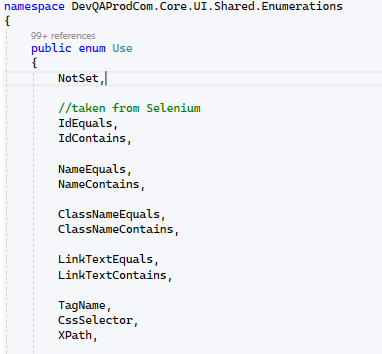 namespace DevQAProdCom.Core.UI.Shared.Enumerations
{
99+ references
public enum Use
{
NotSet,
//taken from Selenium
IdEquals,
IdContains,
NameEquals,
NameContains,
ClassNameEquals,
ClassNameContains,
LinkTextEquals,
LinkTextContains,
TagName,
CssSelector,
XPath,